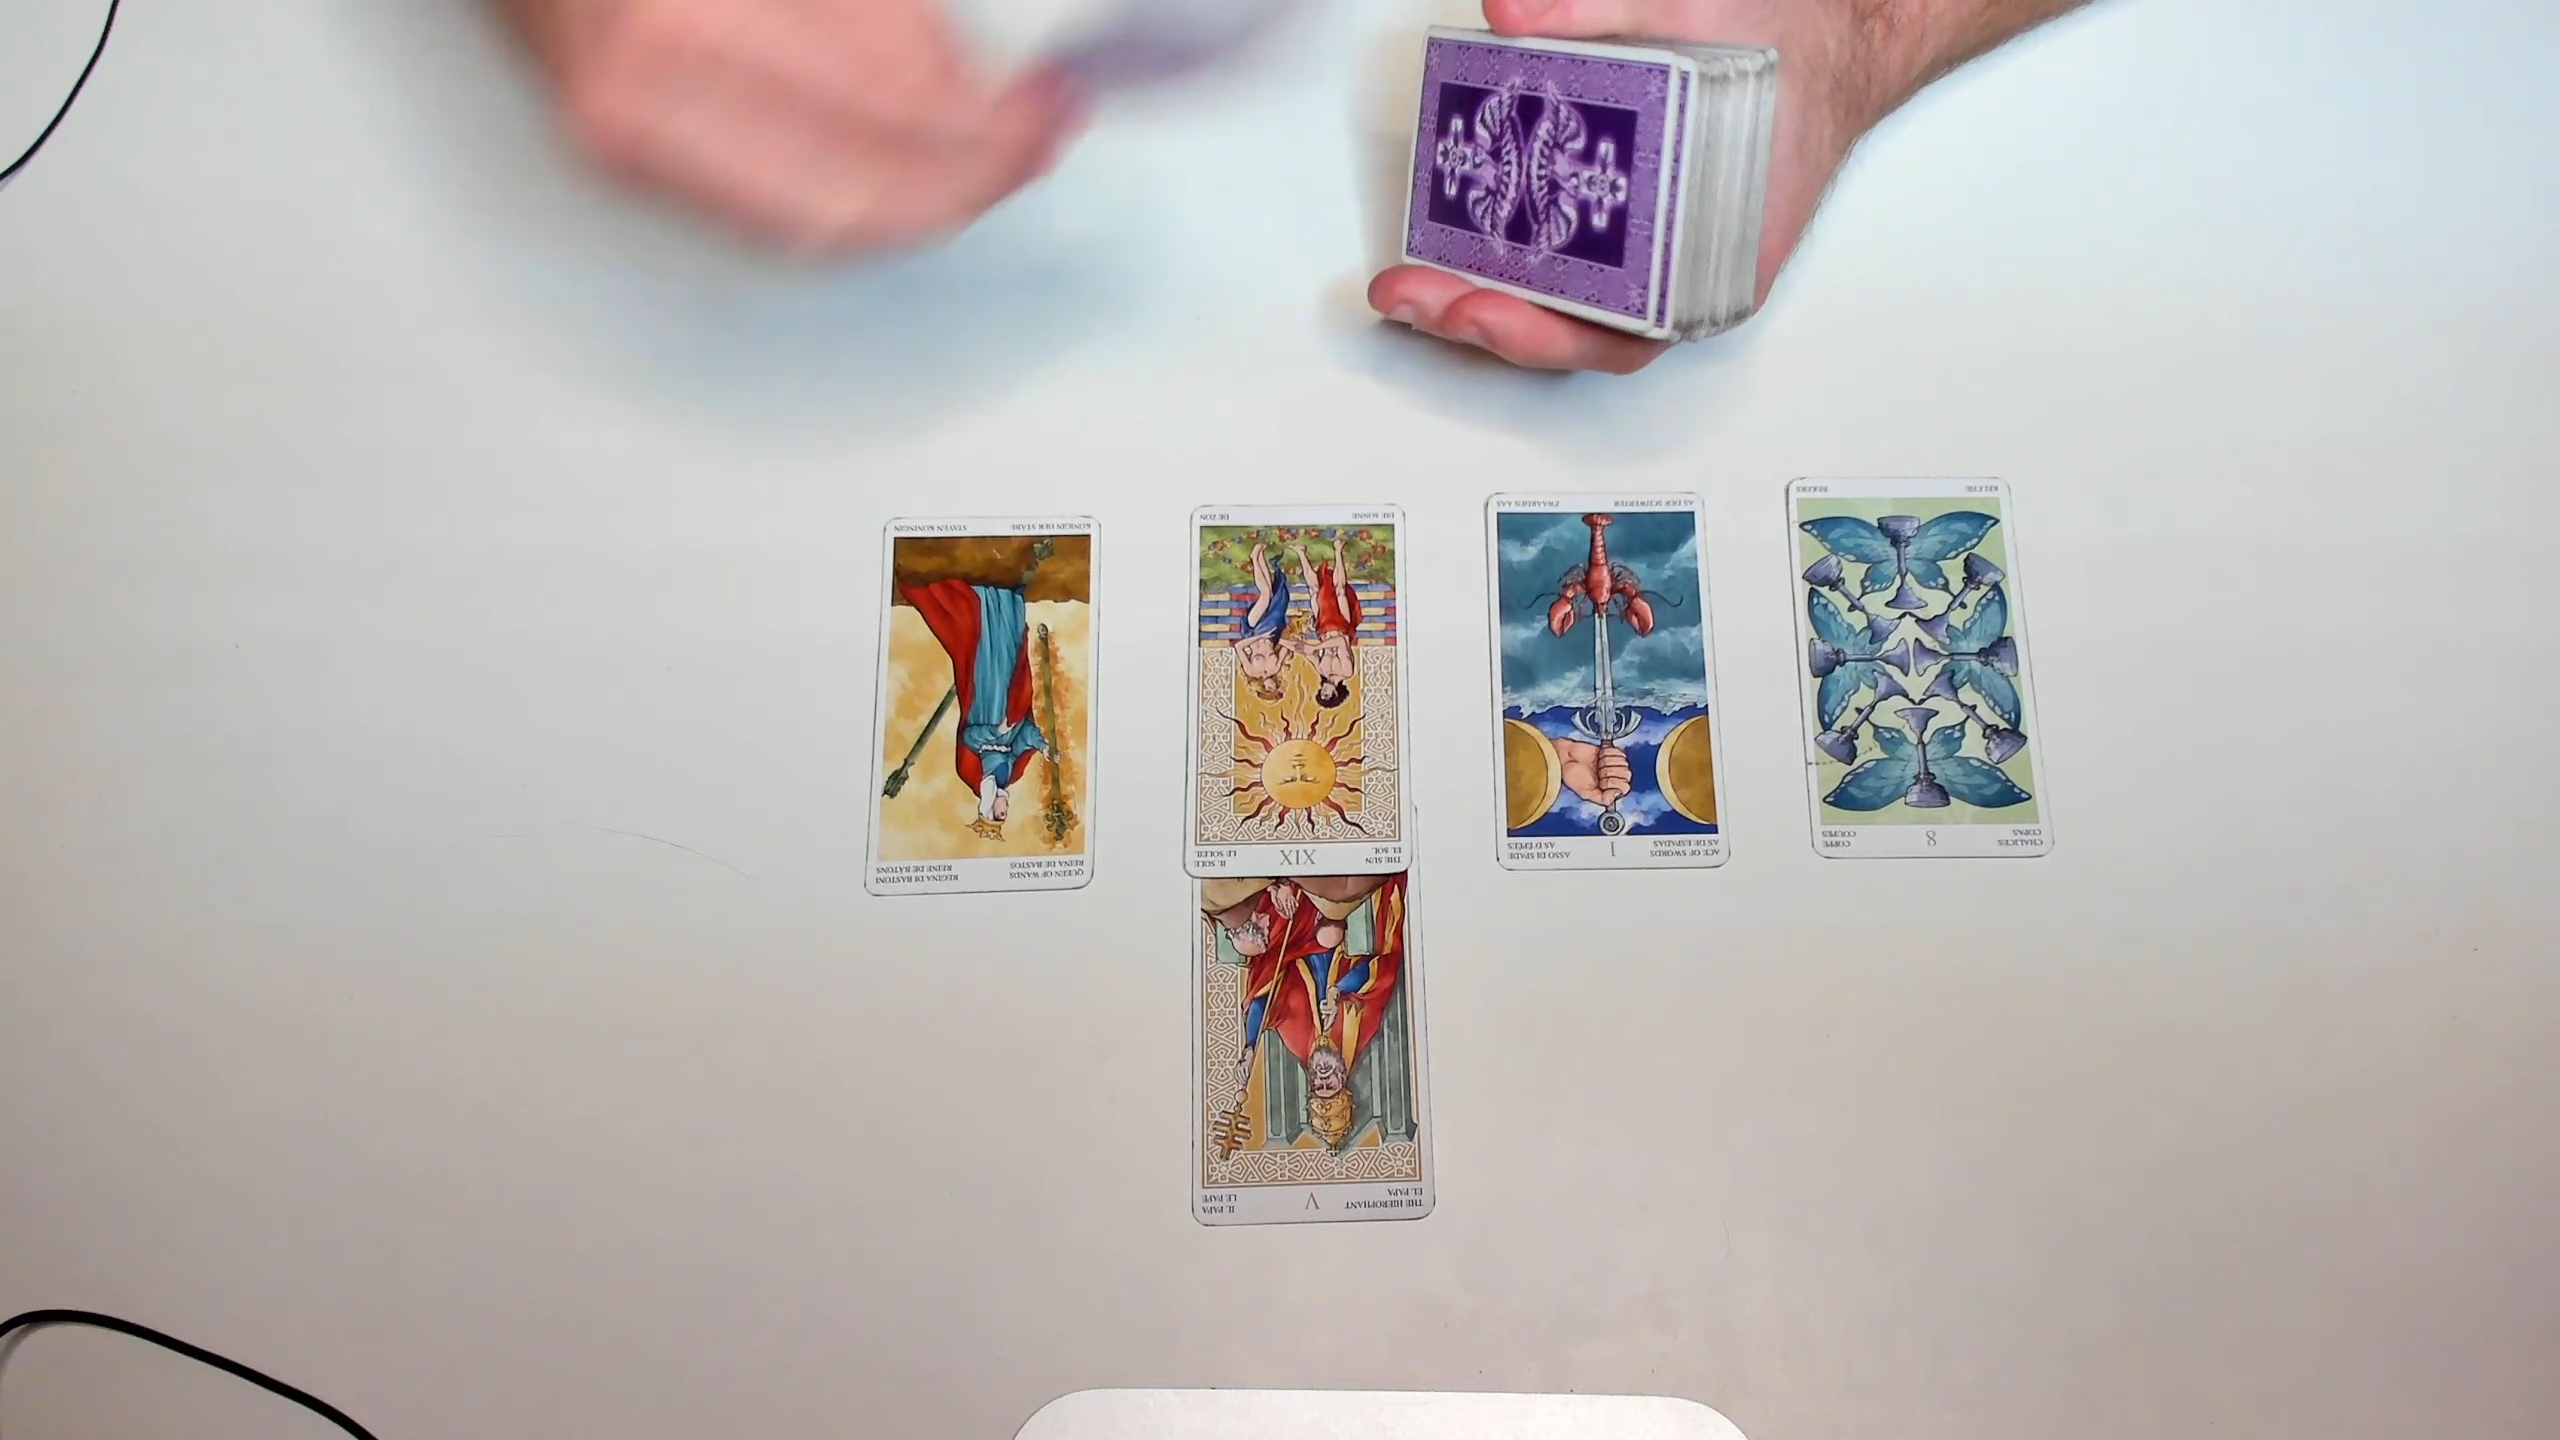 QUEEN OF WANDS
REINA DE BASTOS
REGINA DI BASTONI
REINE DE BÂTONS
KÖNIGIN DER STÄBE
STAVEN KONINGIN
THE SUN
EL SOL
XIX
IL SOLE
LE SOLEIL
DIE SONNE
DE ZON
ACE OF SWORDS
AS DE ESPADAS
I
ASSO DI SPADE
AS D'ÉPÉES
AS DER SCHWERTER
ZWAARDEN AAS
CHALICES
COPAS
8
COPPE
COUPES
KELCHE
BEKERS
THE HIEROPHANT
EL PAPA
V
IL PAPA
LE PAPE